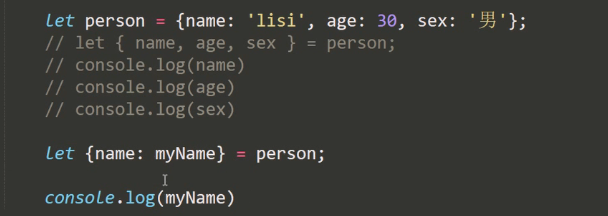 let person = {name: 'lisi', age: 30, sex: '男'};
// let { name, age, sex } = person;
// console.log(name)
// console.log(age)
// console.log(sex)
let {name: myName} = person;
console.log(myName)